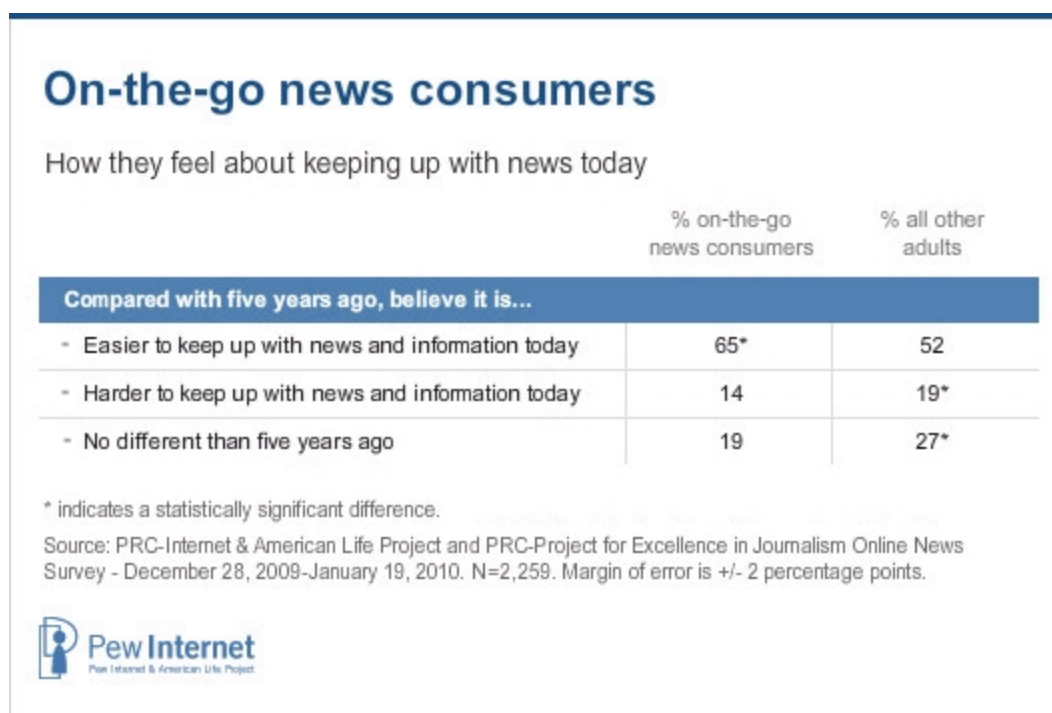 On-the-go news consumers
How they feel about keeping up with news today
% on-the-go
news consumers
% all other
adults
Compared with five years ago, believe it is...
- Easier to keep up with news and information today 65* 52
- Harder to keep up with news and information today 14 19*
- No different than five years ago 19 27*
* indicates a statistically significant difference.
Source: PRC-Internet & American Life Project and PRC-Project for Excellence in Journalism Online News
Survey - December 28, 2009-January 19, 2010. N=2,259. Margin of error is +/- 2 percentage points.
Pew Internet
Pew Internet & American Life Project